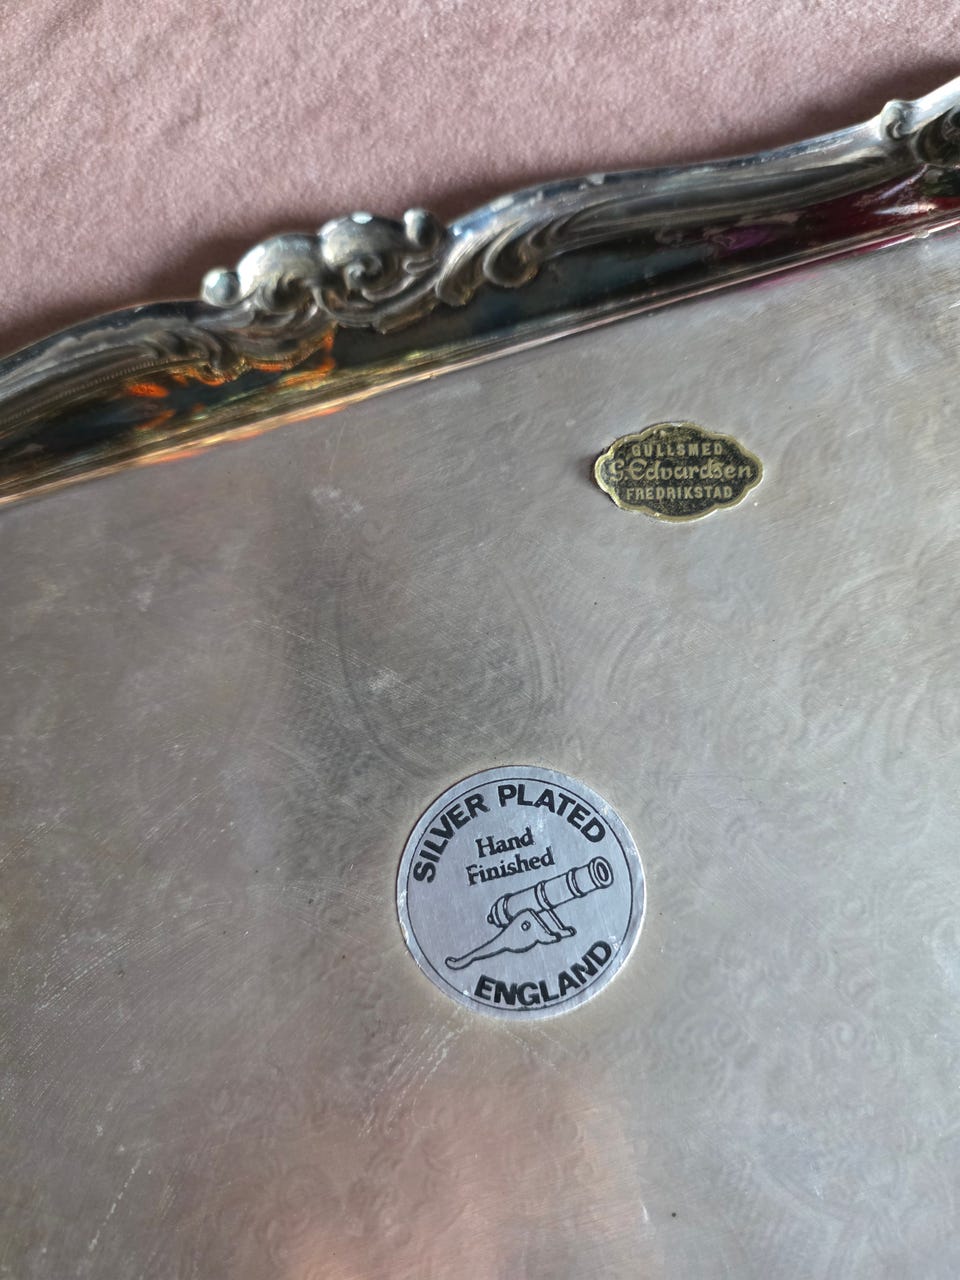 GULLSMED
G. Edvardsen
FREDRIKSTAD
SILVER PLATED
Hand
Finished
ENGLAND